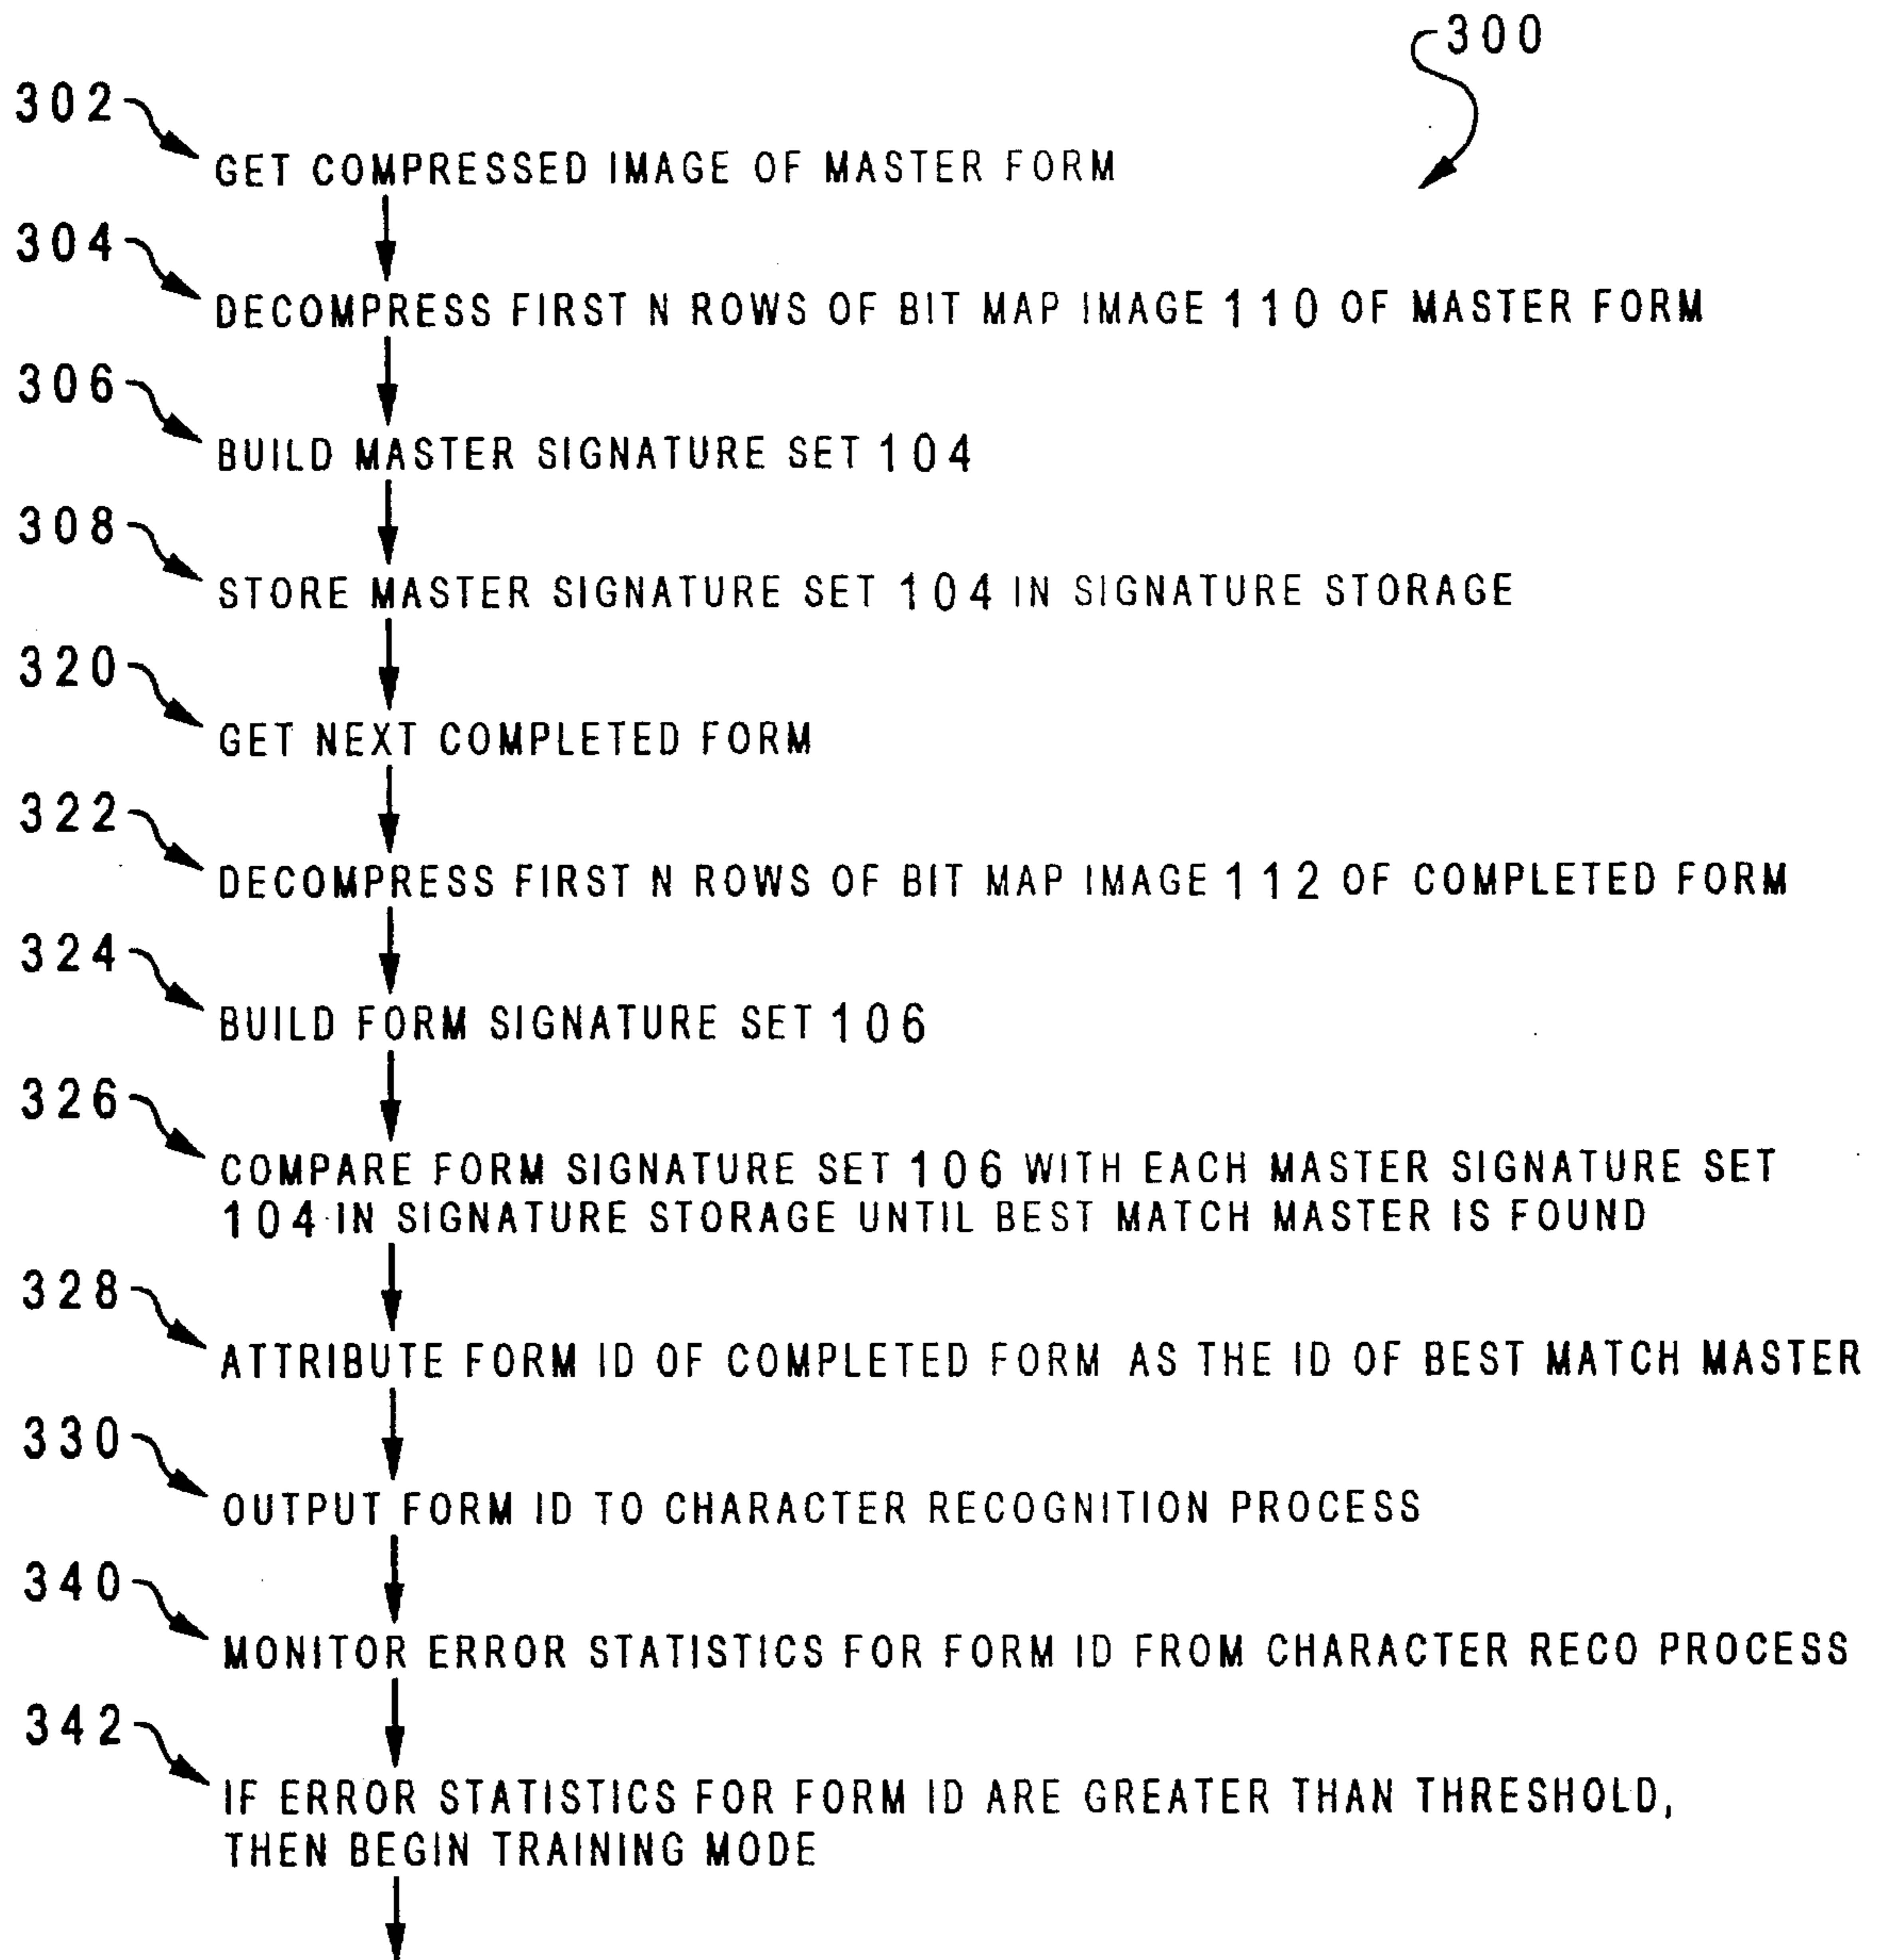 300
302
GET COMPRESSED IMAGE OF MASTER FORM
304
DECOMPRESS FIRST N ROWS OF BIT MAP IMAGE 110 OF MASTER FORM
306
BUILD MASTER SIGNATURE SET 104
308
STORE MASTER SIGNATURE SET 104 IN SIGNATURE STORAGE
320
GET NEXT COMPLETED FORM
322
DECOMPRESS FIRST N ROWS OF BIT MAP IMAGE 112 OF COMPLETED FORM
324
BUILD FORM SIGNATURE SET 106
326
COMPARE FORM SIGNATURE SET 106 WITH EACH MASTER SIGNATURE SET
104 IN SIGNATURE STORAGE UNTIL BEST MATCH MASTER IS FOUND
328
ATTRIBUTE FORM ID OF COMPLETED FORM AS THE ID OF BEST MATCH MASTER
330
OUTPUT FORM ID TO CHARACTER RECOGNITION PROCESS
340
MONITOR ERROR STATISTICS FOR FORM ID FROM CHARACTER RECO PROCESS
342
IF ERROR STATISTICS FOR FORM ID ARE GREATER THAN THRESHOLD,
THEN BEGIN TRAINING MODE